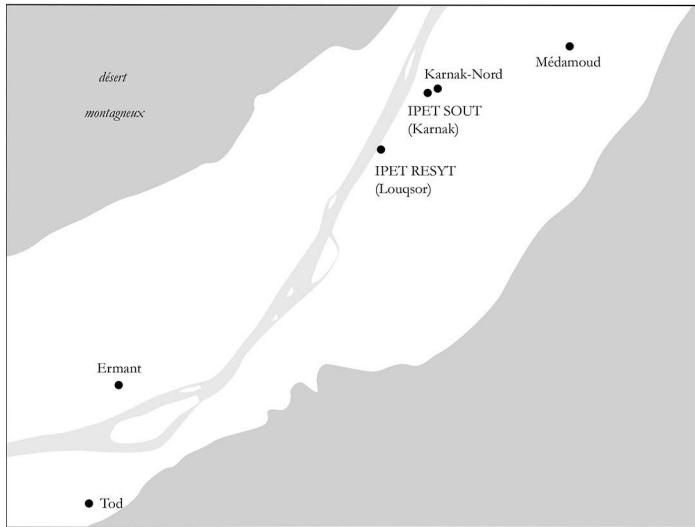 Médamoud
désert
Karnak-Nord
montagneux
IPET SOUT
(Karnak)
IPET RESYT
(Louqsor)
Ermant
Tod